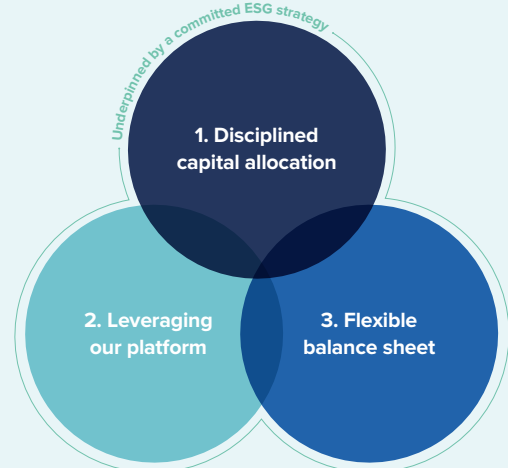 Underpinned by a committed ESG strategy
1. Disciplined
capital allocation
2. Leveraging
our platform
3. Flexible
balance sheet